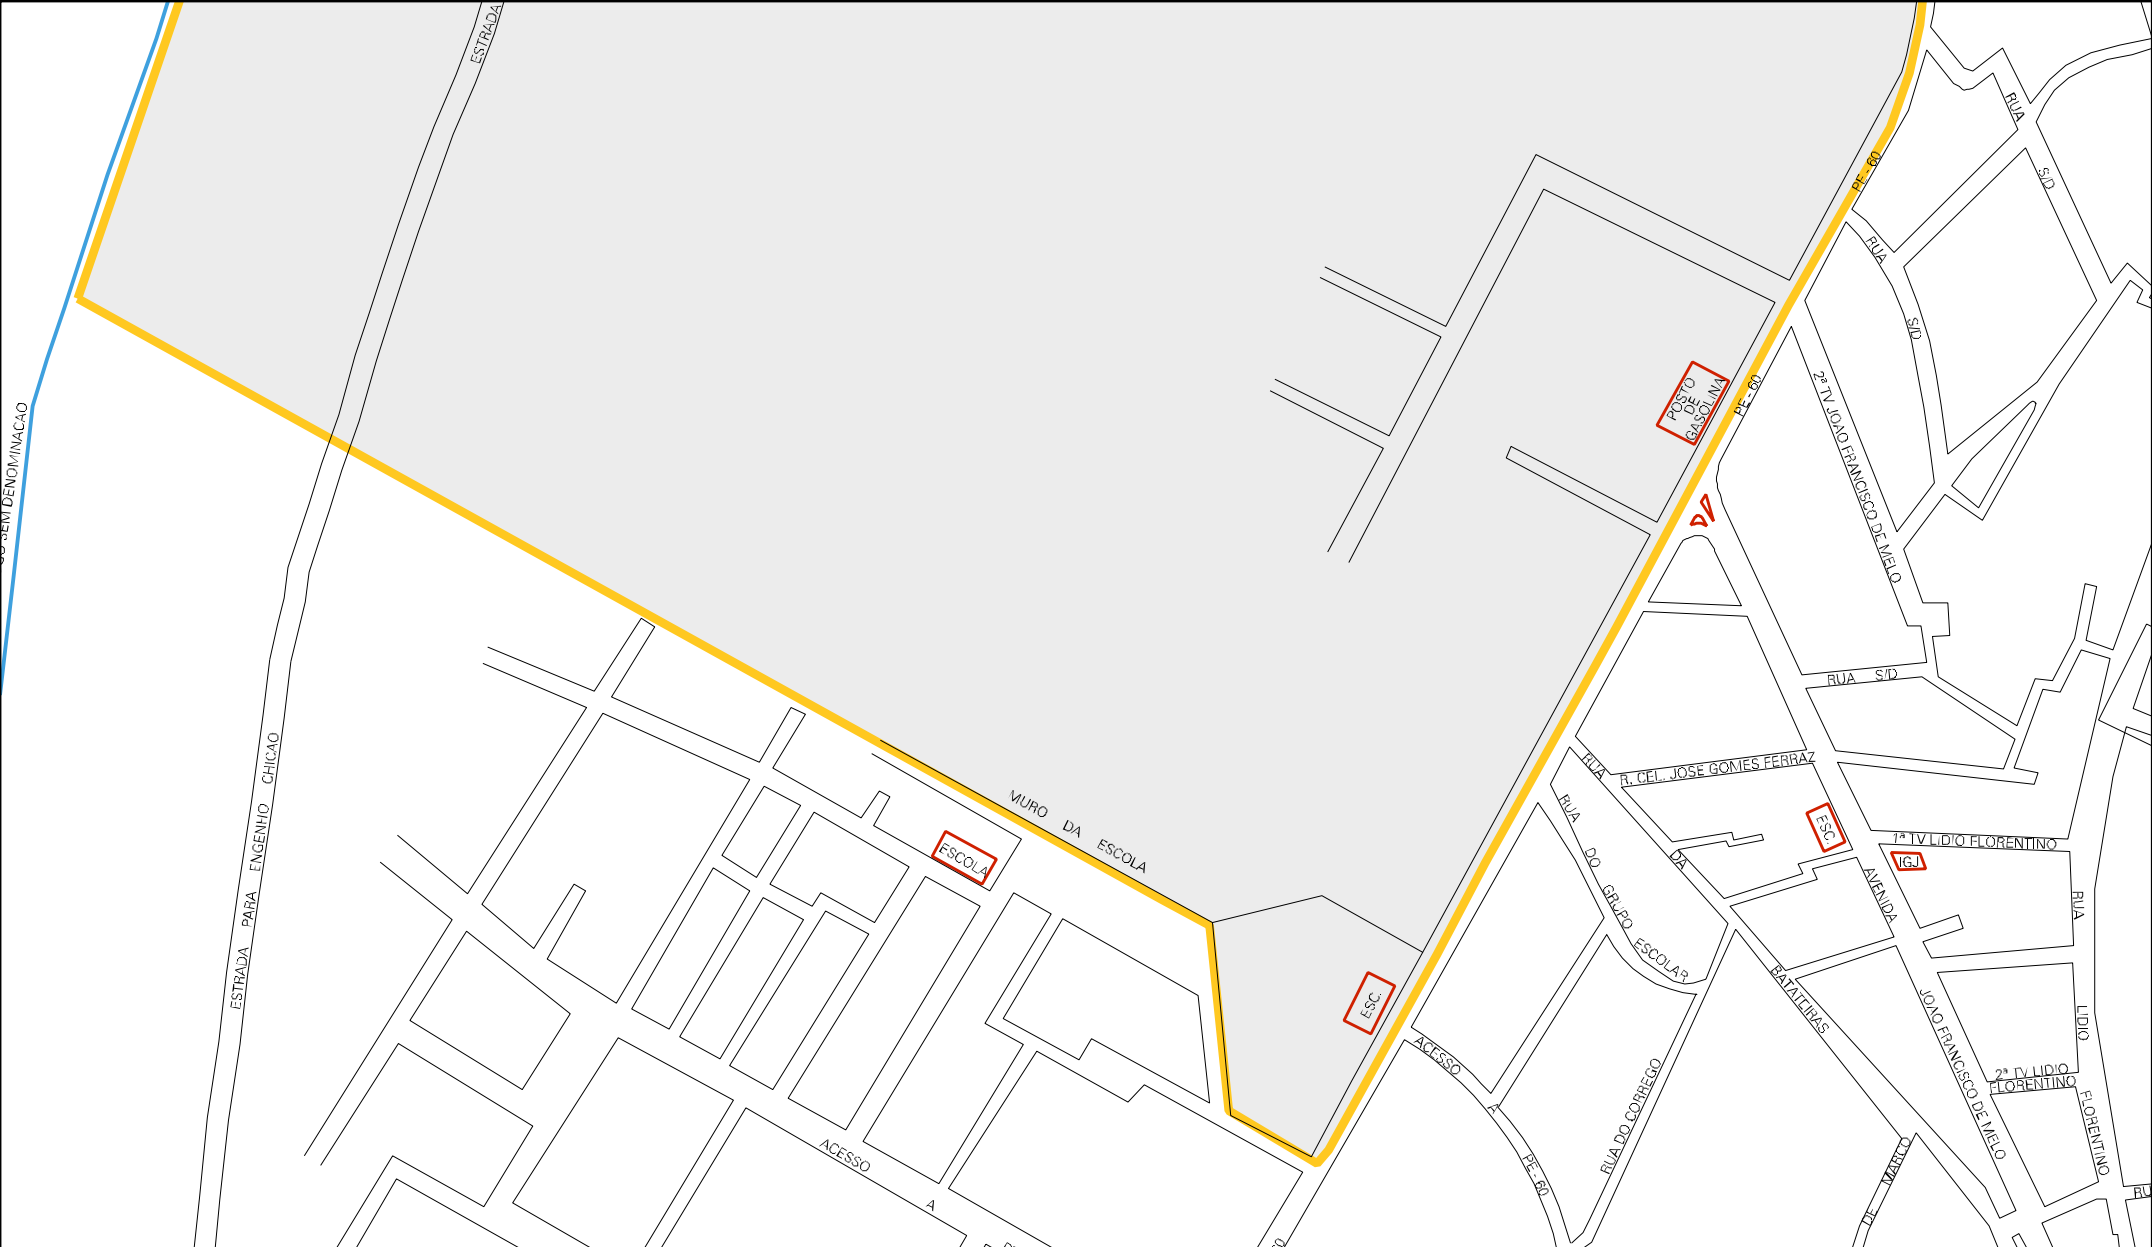 ESTRADA
RUA
S/D
PE - 60
RUA
S/D
PE - 60
POSTO
DE
GASOLINA
2ª TV JOAO FRANCISCO DE MELO
SEM DENOMINACAO
RUA S/D
R. CEL. JOSE GOMES FERRAZ
RUA DA BATATEIRAS
ESC.
1ª TV LIDIO FLORENTINO
IGJ
ESTRADA PARA ENGENHO CHICAO
MURO DA ESCOLA
ESCOLA
RUA DO GRUPO ESCOLAR
AVENIDA JOAO FRANCISCO DE MELO
RUA LIDIO FLORENTINO
ESC.
ACESSO A PE - 60
RUA DO CORREGO
2ª TV LIDIO
FLORENTINO
ACESSO A
DE MARCO
RU